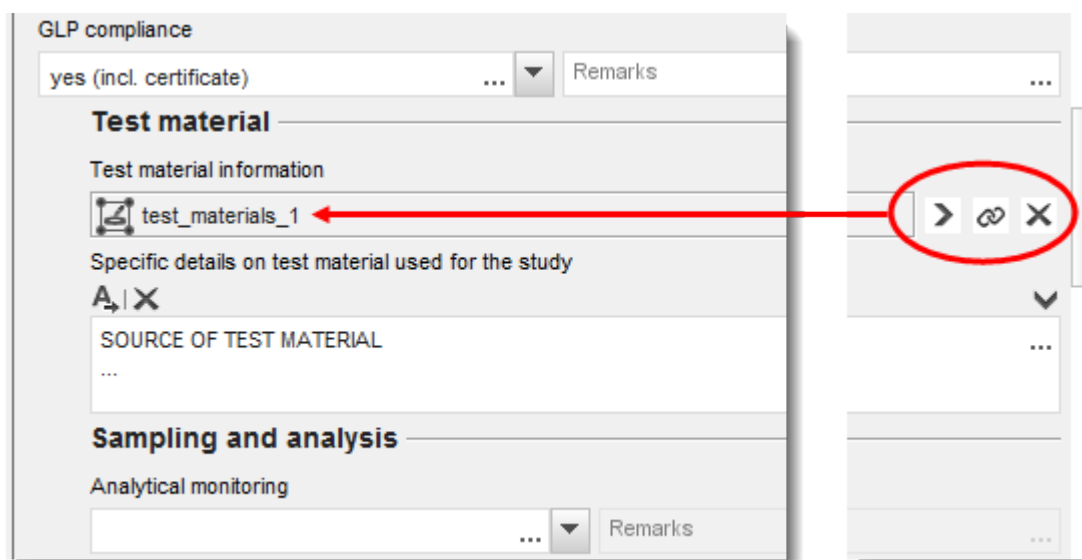 GLP compliance
yes (incl. certificate) ... Remarks ...
Test material
Test material information
test_materials_1
Specific details on test material used for the study
A
SOURCE OF TEST MATERIAL ...
...
Sampling and analysis
Analytical monitoring
... Remarks ...